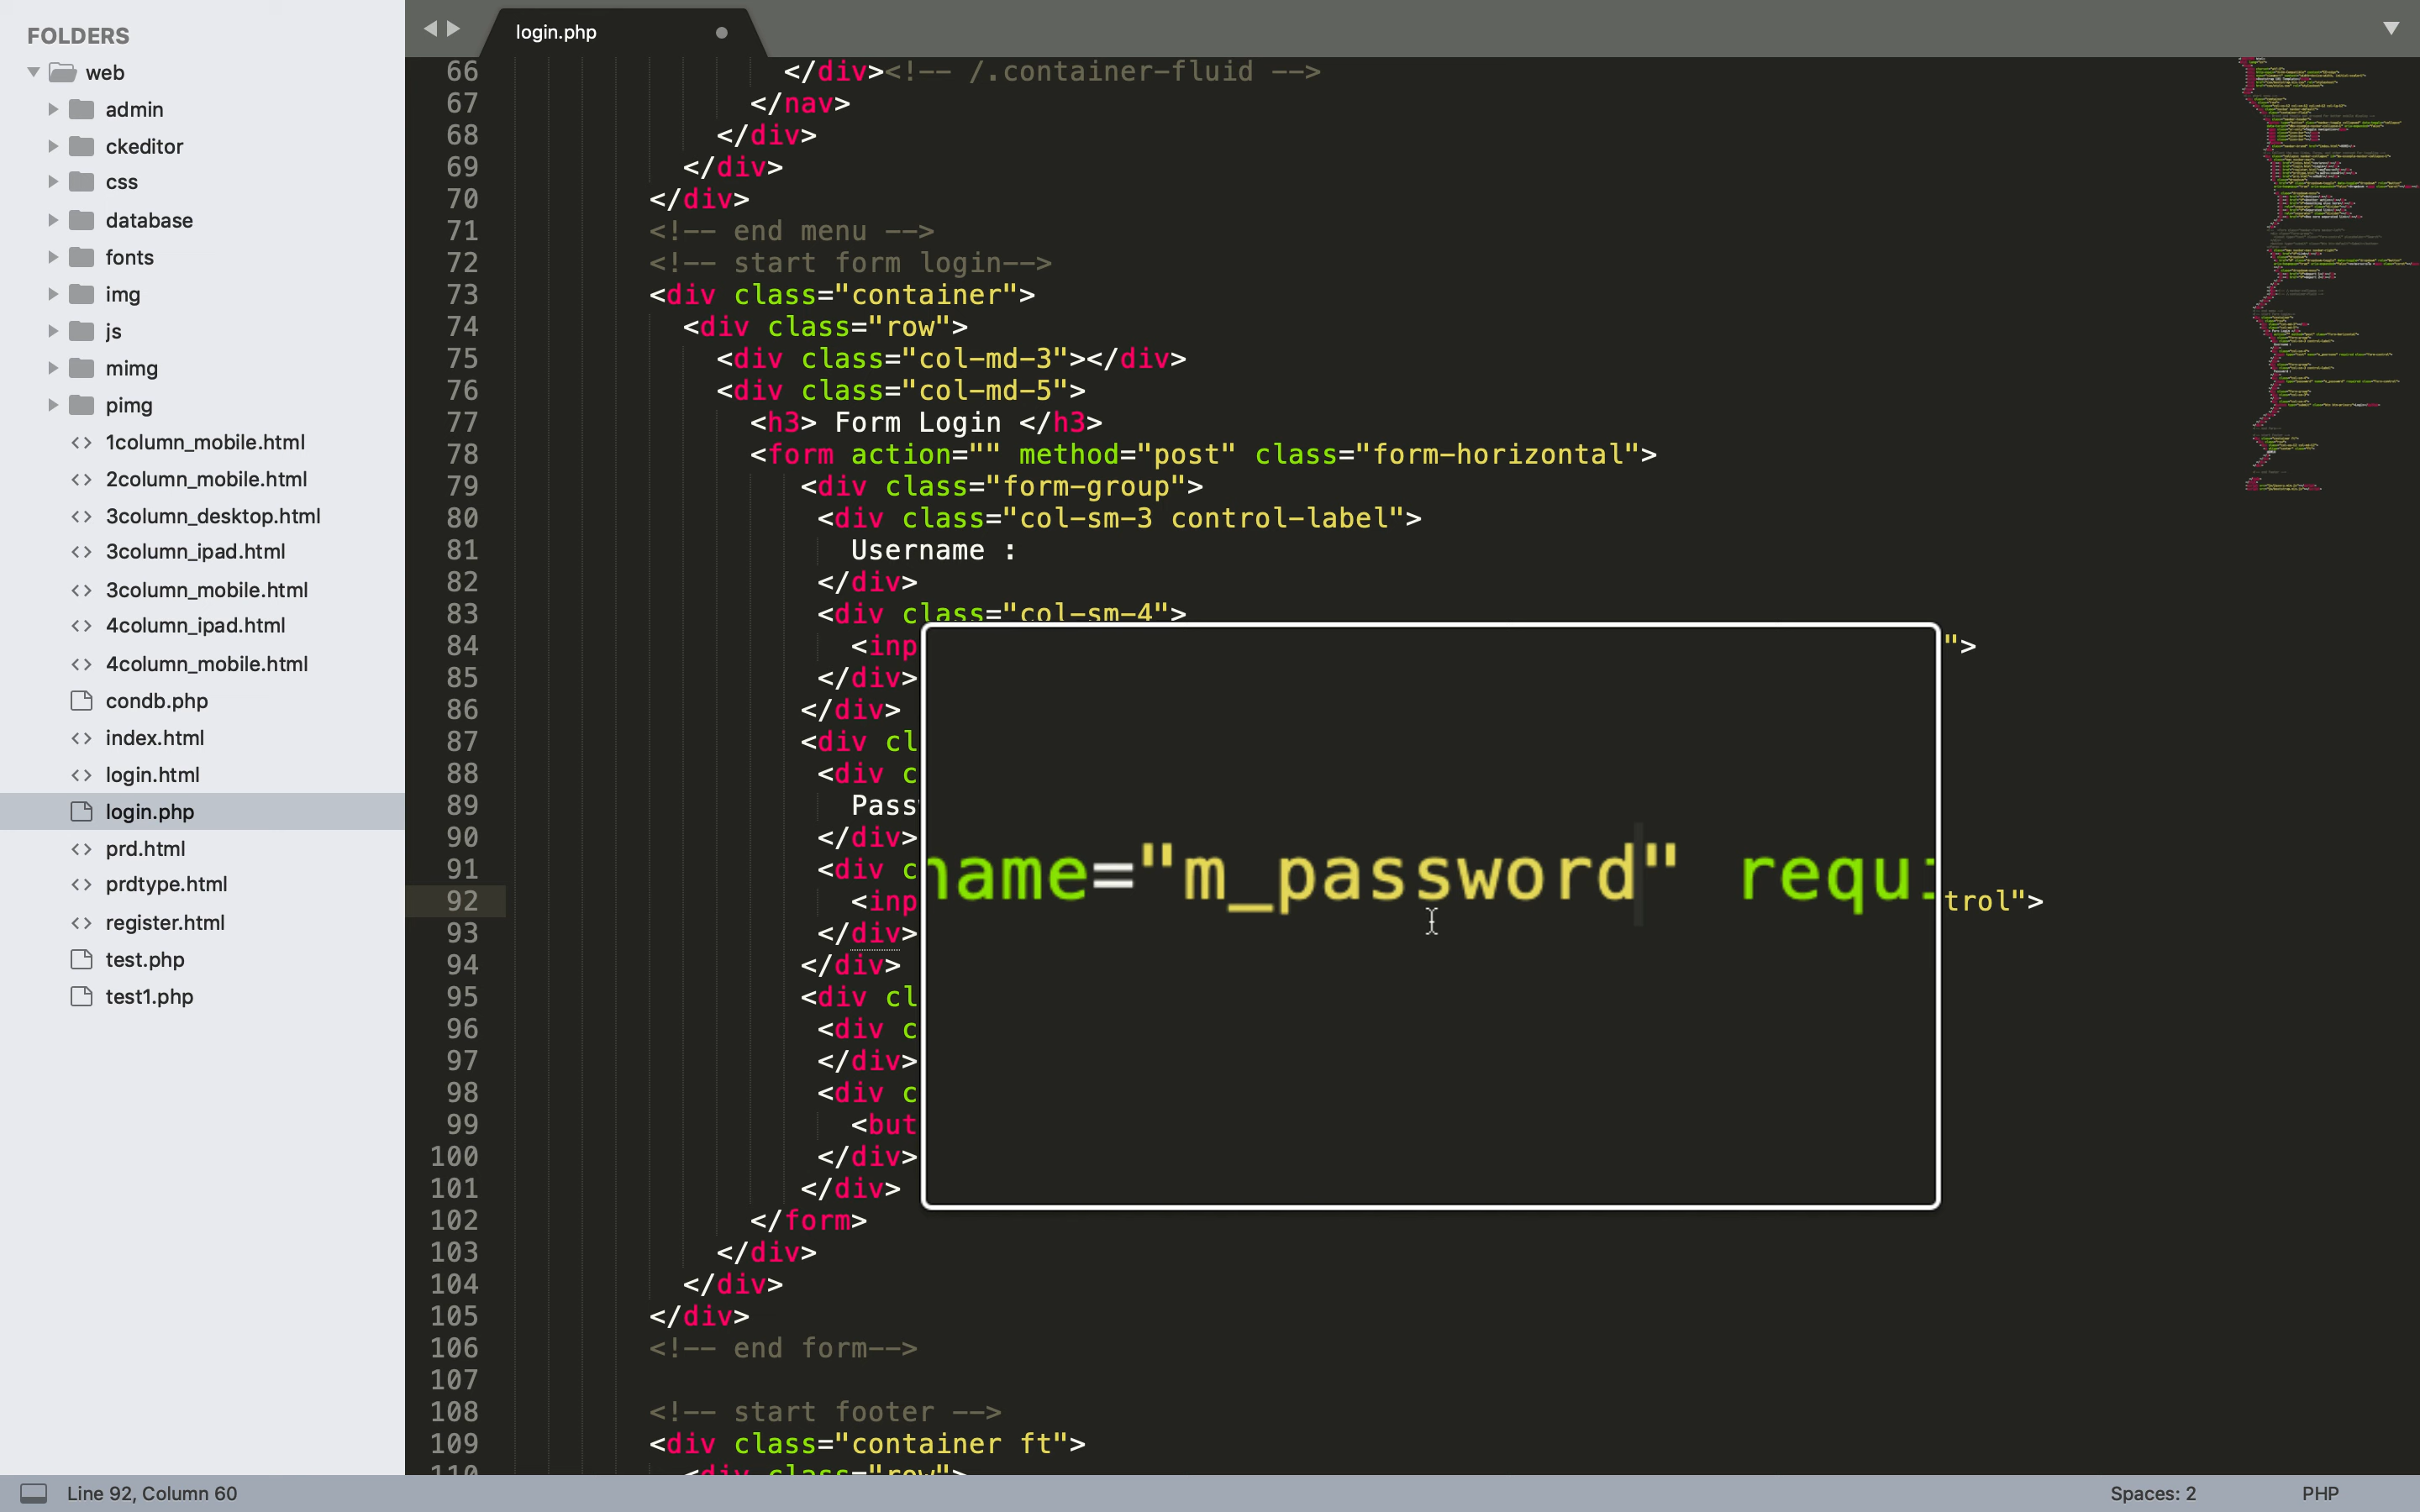 FOLDERS
web
admin
ckeditor
css
database
fonts
img
js
mimg
pimg
1column_mobile.html
2column_mobile.html
3column_desktop.html
3column_ipad.html
3column_mobile.html
4column_ipad.html
4column_mobile.html
condb.php
index.html
login.html
login.php
prd.html
prdtype.html
register.html
test.php
test1.php
login.php
66 </div><!-- /.container-fluid -->
67 </nav>
68 </div>
69 </div>
70 </div>
71 <!-- end menu -->
72 <!-- start form login-->
73 <div class="container">
74 <div class="row">
75 <div class="col-md-3"></div>
76 <div class="col-md-5">
77 <h3> Form Login </h3>
78 <form action="" method="post" class="form-horizontal">
79 <div class="form-group">
80 <div class="col-sm-3 control-label">
81 Username :
82 </div>
83 <div class="col-sm-4">
84 <inp ">
85 </div>
86 </div>
87 <div cl
88 <div c
89 Pass
90 </div>
91 <div c
92 <inp trol">
name="m_password" requi
93 </div>
94 </div>
95 <div cl
96 <div c
97 </div>
98 <div c
99 <but
100 </div>
101 </div>
102 </form>
103 </div>
104 </div>
105 </div>
106 <!-- end form-->
107
108 <!-- start footer -->
109 <div class="container ft">
110 <div class="row">
Line 92, Column 60
Spaces: 2
PHP